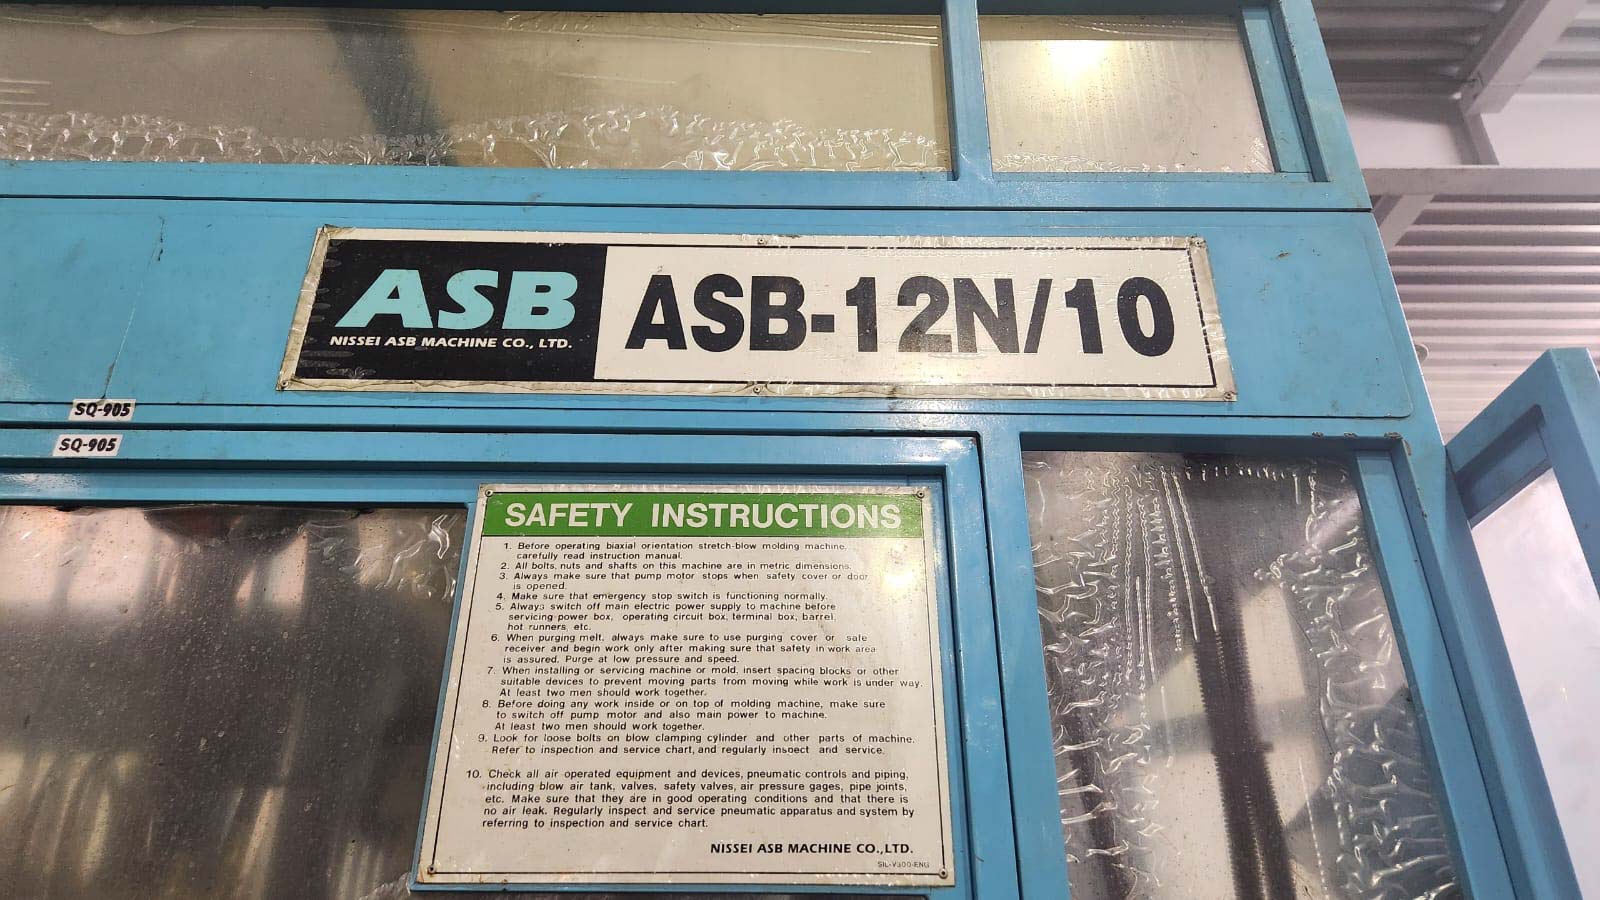 ASB
NISSEI ASB MACHINE CO., LTD.
ASB-12N/10
SQ-905
SQ-905
SAFETY INSTRUCTIONS
1. Before operating biaxial orientation stretch-blow molding machine,
carefully read instruction manual.
2. All bolts, nuts and shafts on this machine are in metric dimensions.
3. Always make sure that pump motor stops when safety cover or door
is opened.
4. Make sure that emergency stop switch is functioning normally.
5. Always switch off main electric power supply to machine before
servicing power box, operating circuit box, terminal box, barrel,
hot runners, etc.
6. When purging melt, always make sure to use purging cover or safe
receiver and begin work only after making sure that safety in work area
is assured. Purge at low pressure and speed.
7. When installing or servicing machine or mold, insert spacing blocks or other
suitable devices to prevent moving parts from moving while work is under way.
At least two men should work together.
8. Before doing any work inside or on top of molding machine, make sure
to switch off pump motor and also main power to machine.
At least two men should work together.
9. Look for loose bolts on blow clamping cylinder and other parts of machine.
Refer to inspection and service chart, and regularly inspect and service.
10. Check all air operated equipment and devices, pneumatic controls and piping,
including blow air tank, valves, safety valves, air pressure gages, pipe joints,
etc. Make sure that they are in good operating conditions and that there is
no air leak. Regularly inspect and service pneumatic apparatus and system by
referring to inspection and service chart.
NISSEI ASB MACHINE CO.,LTD.
SIL-V300-ENG